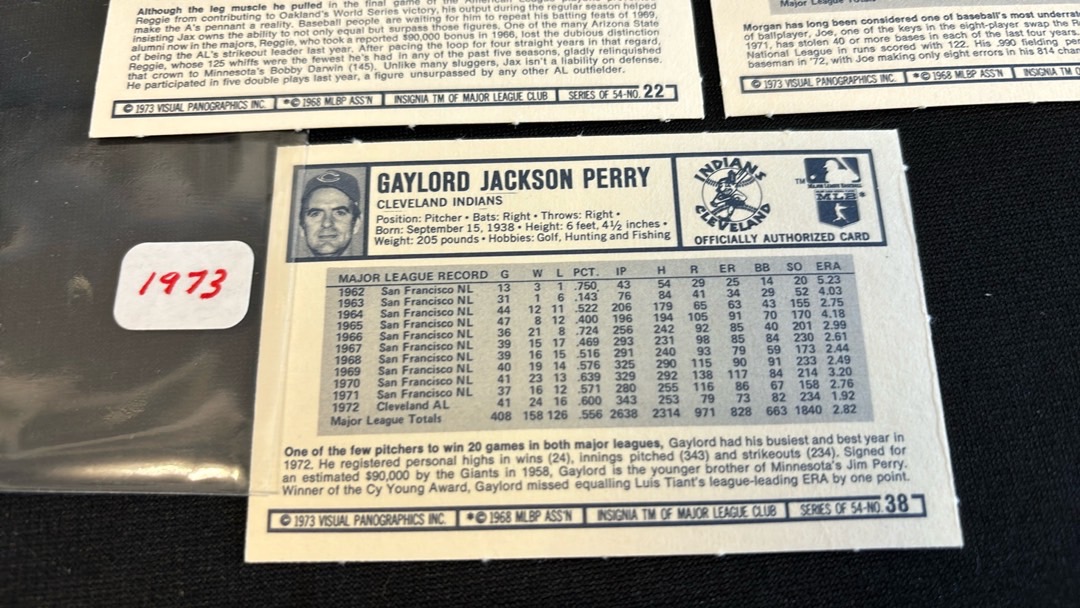 Although the leg muscle he pulled in the final game of the American League
Reggie from contributing to Oakland's World Series victory, his output during the regular season helped
make the A's pennant a reality. Baseball people are waiting for him to repeat his batting feats of 1969,
insisting Jax owns the ability to not only equal but surpass those figures. One of the many Arizona State
alumni now in the majors, Reggie, who took a reported $90,000 bonus in 1966, lost the dubious distinction
of being the AL's strikeout leader last year. After pacing the loop for four straight years in that regard,
Reggie, whose 125 whiffs were the fewest he's had in any of the past five seasons, gladly relinquished
that crown to Minnesota's Bobby Darwin (145). Unlike many sluggers, Jax isn't a liability on defense.
He participated in five double plays last year, a figure unsurpassed by any other AL outfielder.
© 1973 VISUAL PANOGRAPHICS INC. *© 1968 MLBP ASS'N INSIGNIA TM OF MAJOR LEAGUE CLUB SERIES OF 54-NO. 22
Major League Totals
Morgan has long been considered one of baseball's most underrat
of ballplayer, Joe, one of the keys in the eight-player swap the R
1971, has stolen 40 or more bases in each of the last four years.
National League in runs scored with 122. His .990 fielding per
baseman in '72, with Joe making only eight errors in his 814 char
© 1973 VISUAL PANOGRAPHICS INC. *© 1968 MLBP ASS'N INSIGNIA TM O
1973
GAYLORD JACKSON PERRY
CLEVELAND INDIANS
Position: Pitcher • Bats: Right • Throws: Right •
Born: September 15, 1938 • Height: 6 feet, 4½ inches •
Weight: 205 pounds • Hobbies: Golf, Hunting and Fishing
INDIANS
CLEVELAND
TM
MAJOR LEAGUE BASEBALL
MLB*
OFFICIALLY AUTHORIZED CARD
MAJOR LEAGUE RECORD G W L PCT. IP H R ER BB SO ERA
1962 San Francisco NL 13 3 1 .750 43 54 29 25 14 20 5.23
1963 San Francisco NL 31 1 6 .143 76 84 41 34 29 52 4.03
1964 San Francisco NL 44 12 11 .522 206 179 65 63 43 155 2.75
1965 San Francisco NL 47 8 12 .400 196 194 105 91 70 170 4.18
1966 San Francisco NL 36 21 8 .724 256 242 92 85 40 201 2.99
1967 San Francisco NL 39 15 17 .469 293 231 98 85 84 230 2.61
1968 San Francisco NL 39 16 15 .516 291 240 93 79 59 173 2.44
1969 San Francisco NL 40 19 14 .576 325 290 115 90 91 233 2.49
1970 San Francisco NL 41 23 13 .639 329 292 138 117 84 214 3.20
1971 San Francisco NL 37 16 12 .571 280 255 116 86 67 158 2.76
1972 Cleveland AL 41 24 16 .600 343 253 79 73 82 234 1.92
Major League Totals 408 158 126 .556 2638 2314 971 828 663 1840 2.82
One of the few pitchers to win 20 games in both major leagues, Gaylord had his busiest and best year in
1972. He registered personal highs in wins (24), innings pitched (343) and strikeouts (234). Signed for
an estimated $90,000 by the Giants in 1958, Gaylord is the younger brother of Minnesota's Jim Perry.
Winner of the Cy Young Award, Gaylord missed equalling Luis Tiant's league-leading ERA by one point.
© 1973 VISUAL PANOGRAPHICS INC. *© 1968 MLBP ASS'N INSIGNIA TM OF MAJOR LEAGUE CLUB SERIES OF 54-NO. 38